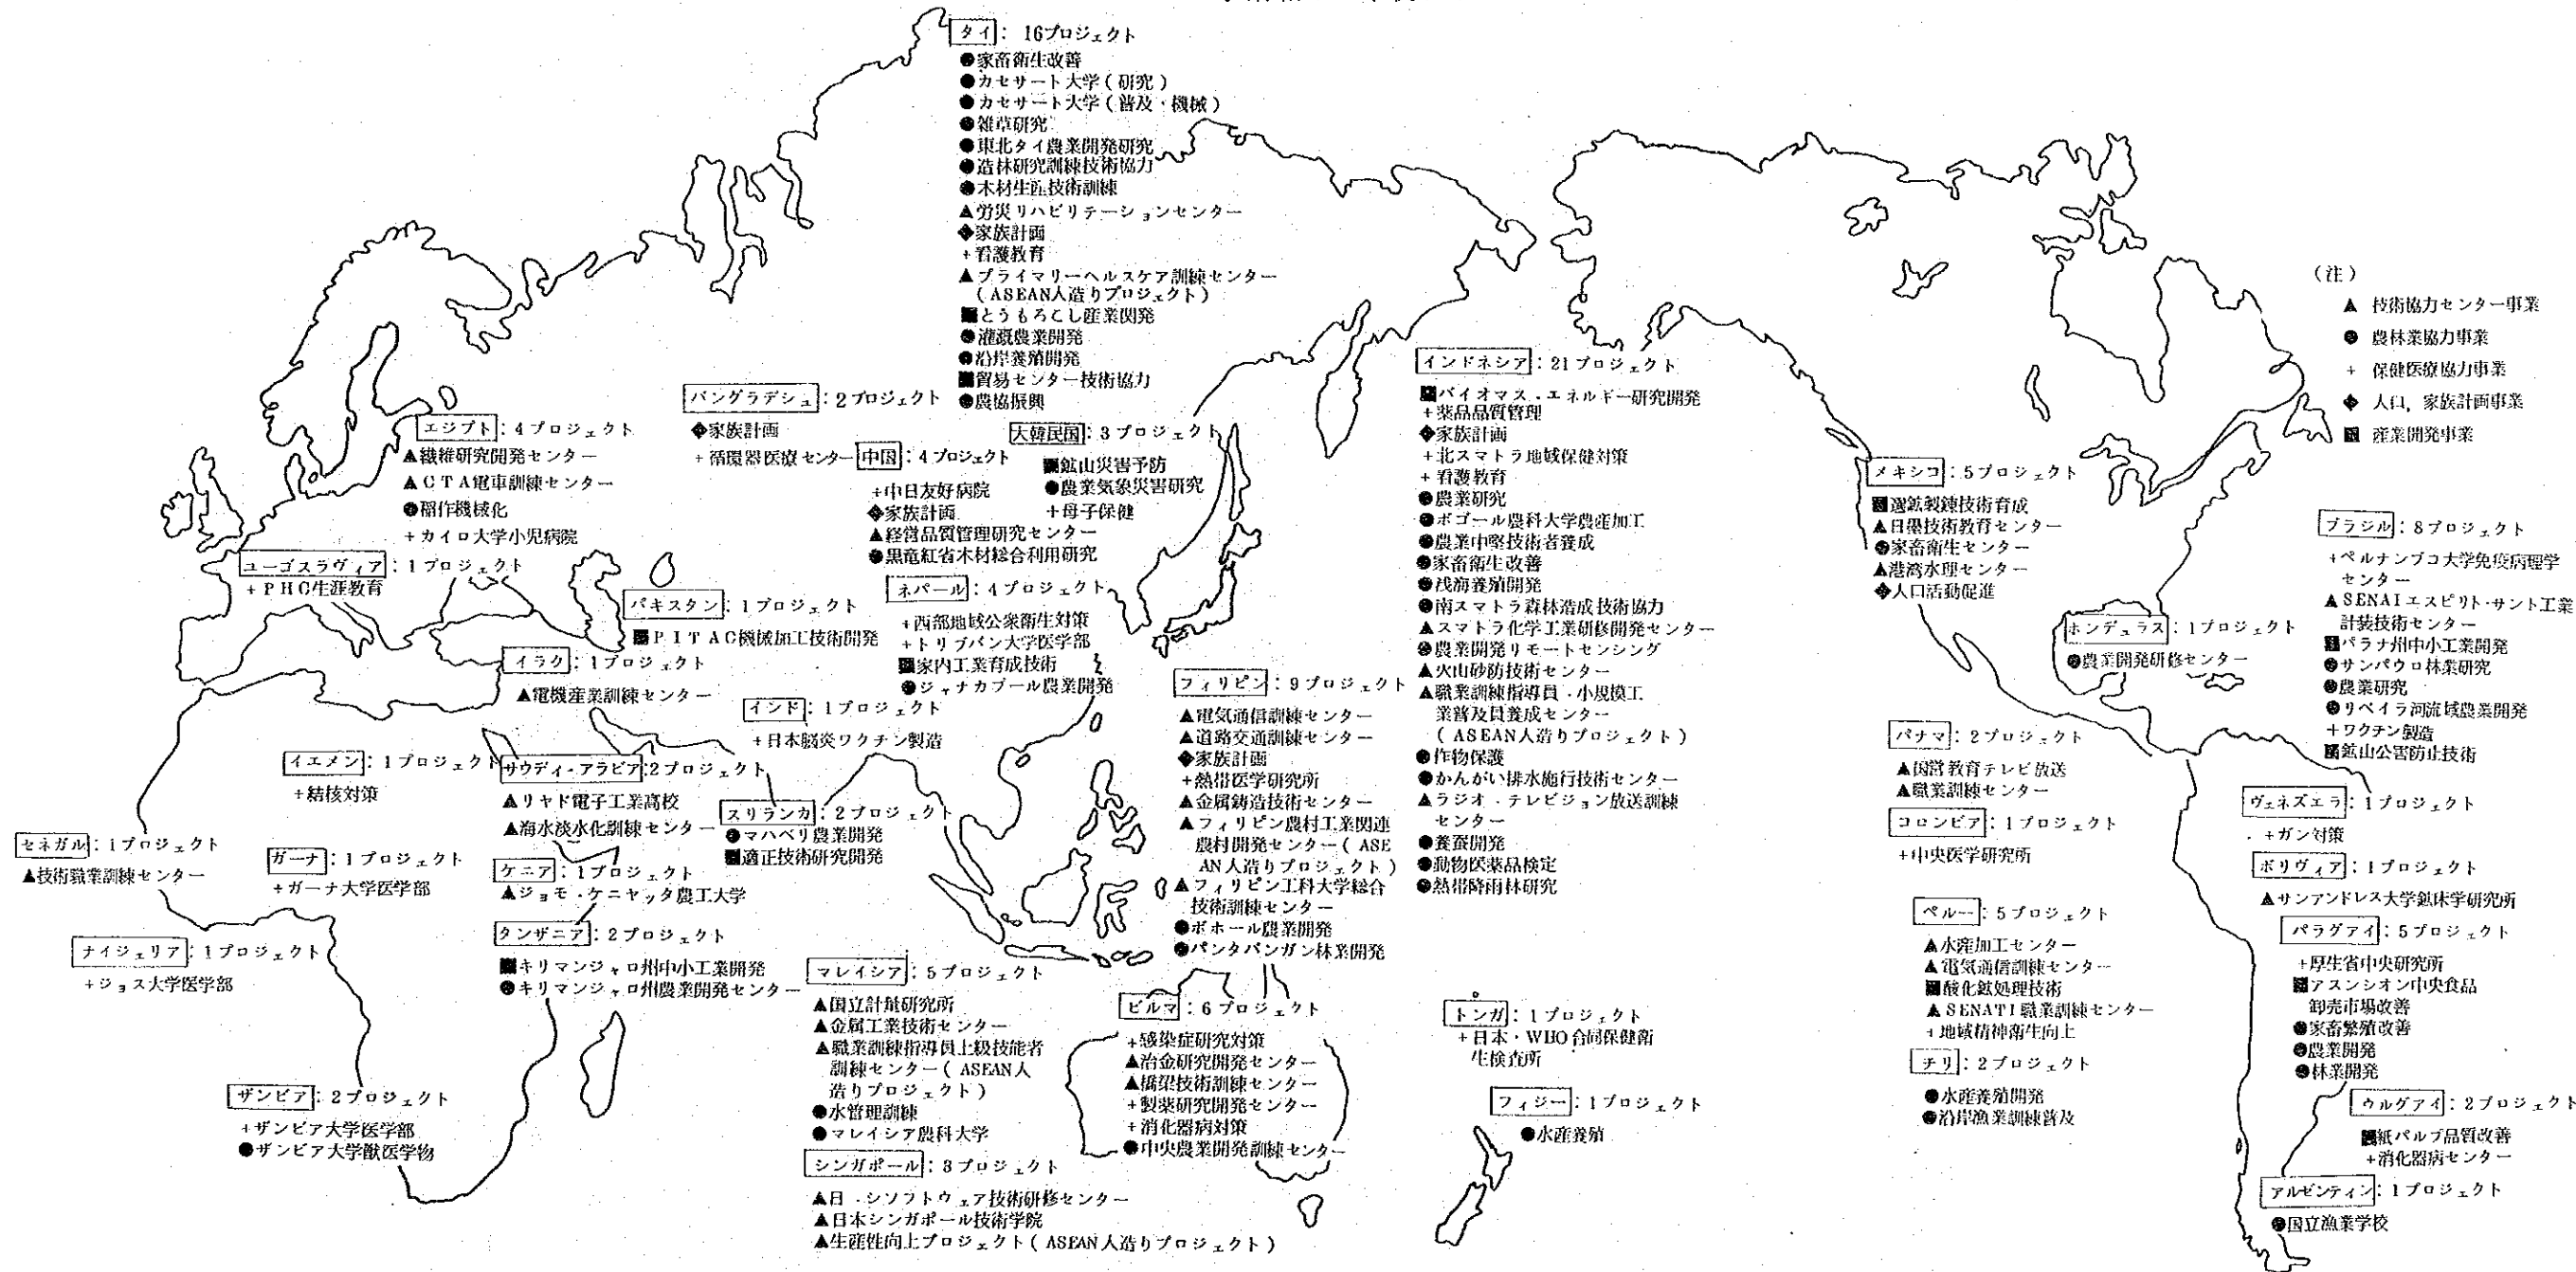 タイ: 16プロジェクト
●家畜衛生改善
●カセサート大学(研究)
●カセサート大学(普及・機械)
●雑草研究
●東北タイ農業開発研究
●造林研究訓練技術協力
●木材生産技術訓練
▲労災リハビリテーションセンター
◆家族計画
+看護教育
▲プライマリーヘルスケア訓練センター
(ASEAN人造りプロジェクト)
■とうもろこし産業開発
●灌漑農業開発
●沿岸養殖開発
■貿易センター技術協力
●農協振興
バングラデシュ: 2プロジェクト
◆家族計画
+循環器医療センター
エジプト: 4プロジェクト
▲繊維研究開発センター
▲CTA電車訓練センター
●稲作機械化
+カイロ大学小児病院
中国: 4プロジェクト
+中日友好病院
◆家族計画
▲経営品質管理研究センター
●黒竜紅省木材総合利用研究
大韓民国: 3プロジェクト
■鉱山災害予防
●農業気象災害研究
+母子保健
ユーゴスラヴィア: 1プロジェクト
+PHC生涯教育
パキスタン: 1プロジェクト
■PITAC機械加工技術開発
ネパール: 4プロジェクト
+西部地域公衆衛生対策
+トリブバン大学医学部
■家内工業育成技術
●ジャナカプール農業開発
イラク: 1プロジェクト
▲電機産業訓練センター
インド: 1プロジェクト
+日本脳炎ワクチン製造
イエメン: 1プロジェクト
+結核対策
サウディ・アラビア: 2プロジェクト
▲リヤド電子工業高校
▲海水淡水化訓練センター
スリランカ: 2プロジェクト
●マハベリ農業開発
■適正技術研究開発
セネガル: 1プロジェクト
▲技術職業訓練センター
ガーナ: 1プロジェクト
+ガーナ大学医学部
ケニア: 1プロジェクト
▲ジョモ・ケニヤッタ農工大学
ナイジェリア: 1プロジェクト
+ジョス大学医学部
タンザニア: 2プロジェクト
■キリマンジャロ州中小工業開発
●キリマンジャロ州農業開発センター
ザンビア: 2プロジェクト
+ザンビア大学医学部
●ザンビア大学獣医学物
マレイシア: 5プロジェクト
▲国立計量研究所
▲金属工業技術センター
▲職業訓練指導員上級技能者
訓練センター(ASEAN人
造りプロジェクト)
●水管理訓練
●マレイシア農科大学
シンガポール: 3プロジェクト
▲日・シソフトウェア技術研修センター
▲日本シンガポール技術学院
▲生産性向上プロジェクト(ASEAN人造りプロジェクト)
フィリピン: 9プロジェクト
▲電気通信訓練センター
▲道路交通訓練センター
◆家族計画
+熱帯医学研究所
▲金属鋳造技術センター
▲フィリピン農村工業関連
農村開発センター(ASE
AN人造りプロジェクト)
▲フィリピン工科大学総合
技術訓練センター
●ボホール農業開発
●パンタバンガン林業開発
ビルマ: 6プロジェクト
+感染症研究対策
▲冶金研究開発センター
▲橋梁技術訓練センター
+製薬研究開発センター
+消化器病対策
●中央農業開発訓練センター
インドネシア: 21プロジェクト
■バイオマス・エネルギー研究開発
+薬品品質管理
◆家族計画
+北スマトラ地域保健対策
+看護教育
●農業研究
●ボゴール農科大学農産加工
●農業中堅技術者養成
●家畜衛生改善
●浅海養殖開発
●南スマトラ森林造成技術協力
▲スマトラ化学工業研修開発センター
●農業開発リモートセンシング
▲火山砂防技術センター
▲職業訓練指導員・小規模工
業普及員養成センター
(ASEAN人造りプロジェクト)
●作物保護
●かんがい排水施行技術センター
▲ラジオ・テレビジョン放送訓練
センター
●養蚕開発
●動物医薬品検定
●熱帯降雨林研究
トンガ: 1プロジェクト
+日本・WHO合同保健衛
生検査所
フィジー: 1プロジェクト
●水産養殖
(注)
▲ 技術協力センター事業
● 農林業協力事業
+ 保健医療協力事業
◆ 人口,家族計画事業
■ 産業開発事業
メキシコ: 5プロジェクト
■選鉱製錬技術育成
▲日墨技術教育センター
●家畜衛生センター
▲港湾水理センター
◆人口活動促進
ホンデュラス: 1プロジェクト
●農業開発研修センター
ブラジル: 8プロジェクト
+ペルナンブコ大学免疫病理学
センター
▲SENAIエスピリト・サント工業
計装技術センター
■パラナ州中小工業開発
●サンパウロ林業研究
●農業研究
●リベイラ河流域農業開発
+ワクチン製造
■鉱山公害防止技術
パナマ: 2プロジェクト
▲国営教育テレビ放送
▲職業訓練センター
コロンビア: 1プロジェクト
+中央医学研究所
ヴェネズエラ: 1プロジェクト
+ガン対策
ボリヴィア: 1プロジェクト
▲サンアンドレス大学鉱床学研究所
ペルー: 5プロジェクト
▲水産加工センター
▲電気通信訓練センター
■酸化鉱処理技術
▲SENATI職業訓練センター
+地域精神衛生向上
チリ: 2プロジェクト
●水産養殖開発
●沿岸漁業訓練普及
パラグアイ: 5プロジェクト
+厚生省中央研究所
■アスンシオン中央食品
卸売市場改善
●家畜繁殖改善
●農業開発
●林業開発
ウルグアイ: 2プロジェクト
■紙パルプ品質改善
+消化器病センター
アルゼンティン: 1プロジェクト
●国立漁業学校